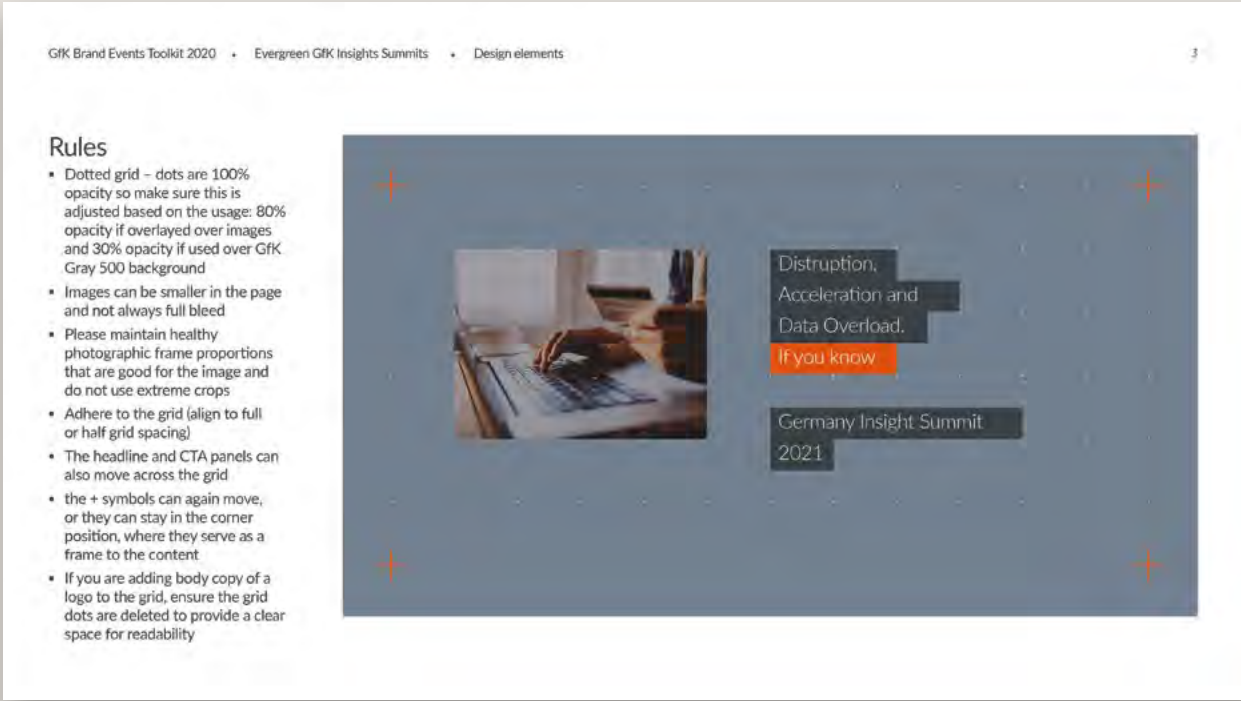 GfK Brand Events Toolkit 2020 • Evergreen GfK Insights Summits • Design elements
3
Rules
▪ Dotted grid – dots are 100%
opacity so make sure this is
adjusted based on the usage: 80%
opacity if overlayed over images
and 30% opacity if used over GfK
Gray 500 background
▪ Images can be smaller in the page
and not always full bleed
▪ Please maintain healthy
photographic frame proportions
that are good for the image and
do not use extreme crops
▪ Adhere to the grid (align to full
or half grid spacing)
▪ The headline and CTA panels can
also move across the grid
▪ the + symbols can again move,
or they can stay in the corner
position, where they serve as a
frame to the content
▪ If you are adding body copy of a
logo to the grid, ensure the grid
dots are deleted to provide a clear
space for readability
Distruption,
Acceleration and
Data Overload.
If you know
Germany Insight Summit
2021